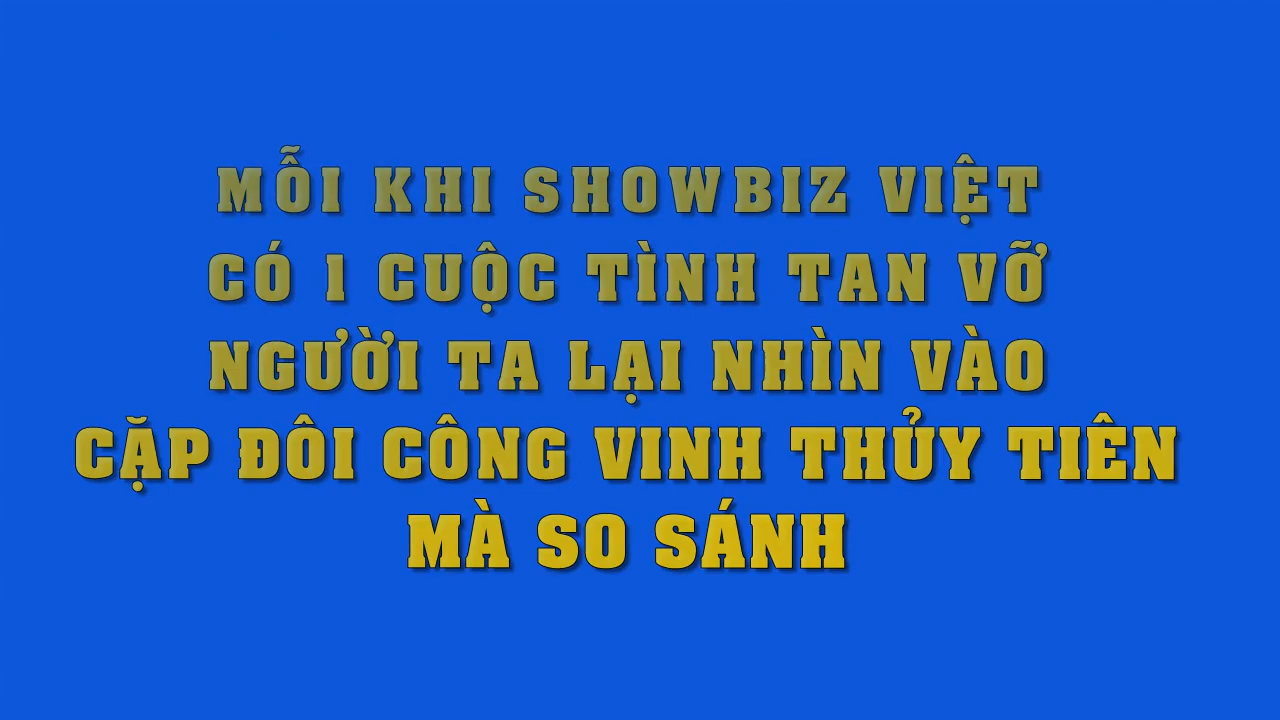 MỖI KHI SHOWBIZ VIỆT
CÓ 1 CUỘC TÌNH TAN VỠ
NGƯỜI TA LẠI NHÌN VÀO
CẶP ĐÔI CÔNG VINH THỦY TIÊN
MÀ SO SÁNH